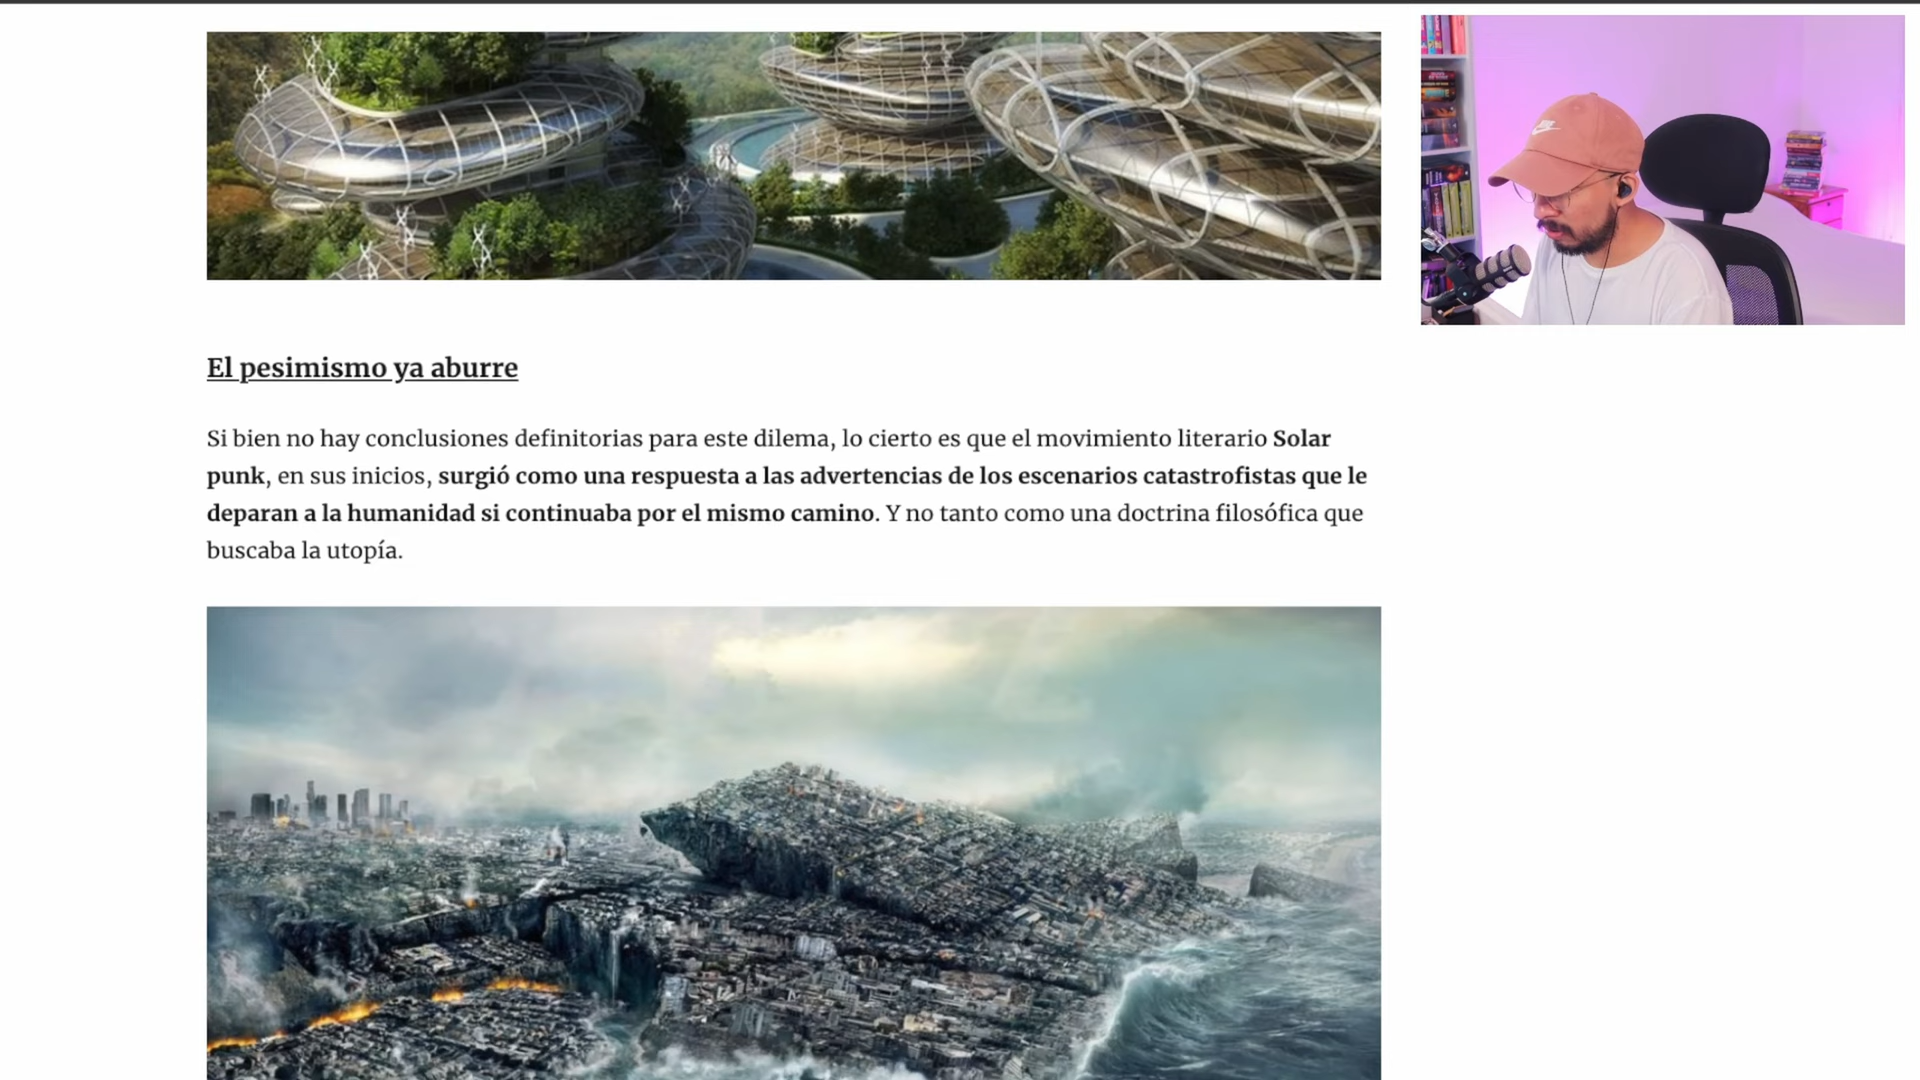 El pesimismo ya aburre
Si bien no hay conclusiones definitorias para este dilema, lo cierto es que el movimiento literario Solar
punk, en sus inicios, surgió como una respuesta a las advertencias de los escenarios catastrofistas que le
deparan a la humanidad si continuaba por el mismo camino. Y no tanto como una doctrina filosófica que
buscaba la utopía.